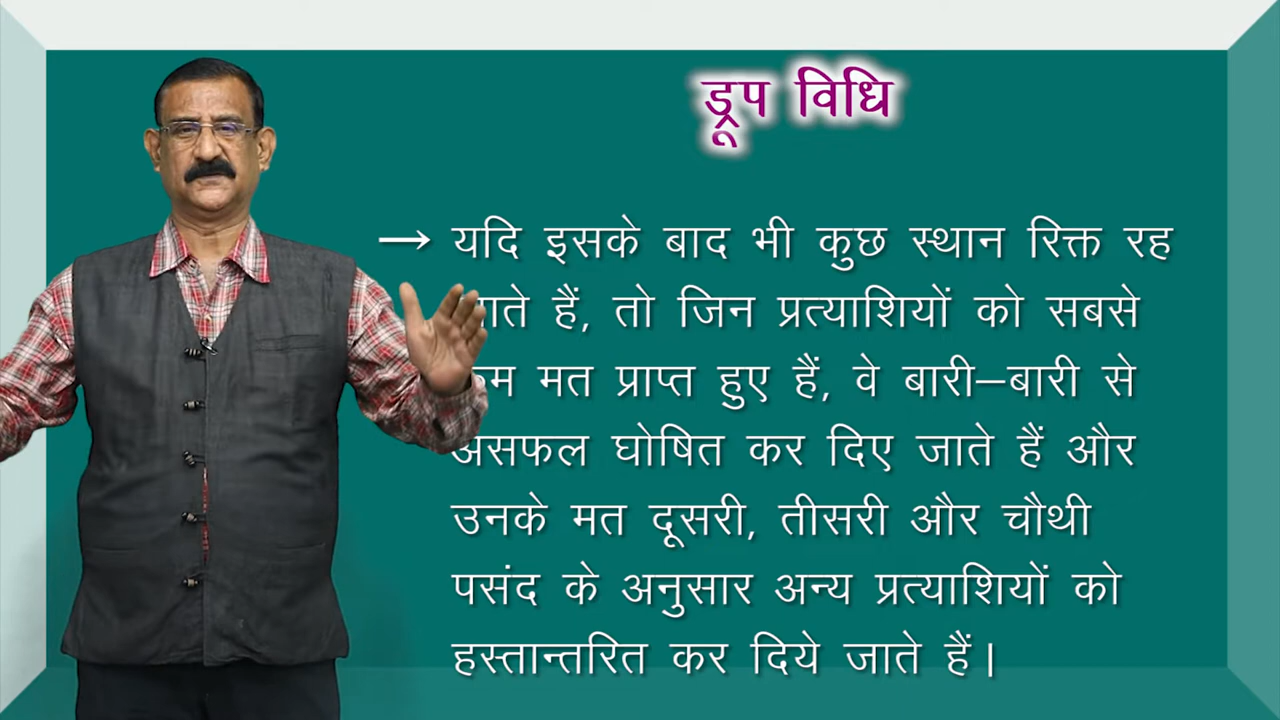 ड्रूप विधि
→ यदि इसके बाद भी कुछ स्थान रिक्त रह
हैं, तो जिन प्रत्याशियों को सबसे
मत प्राप्त हुए हैं, वे बारी–बारी से
असफल घोषित कर दिए जाते हैं और
उनके मत दूसरी, तीसरी और चौथी
पसंद के अनुसार अन्य प्रत्याशियों को
हस्तान्तरित कर दिये जाते हैं।